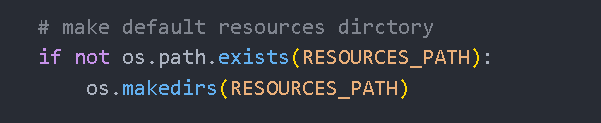 # make default resources dirctory
if not os.path.exists(RESOURCES_PATH):
    os.makedirs(RESOURCES_PATH)